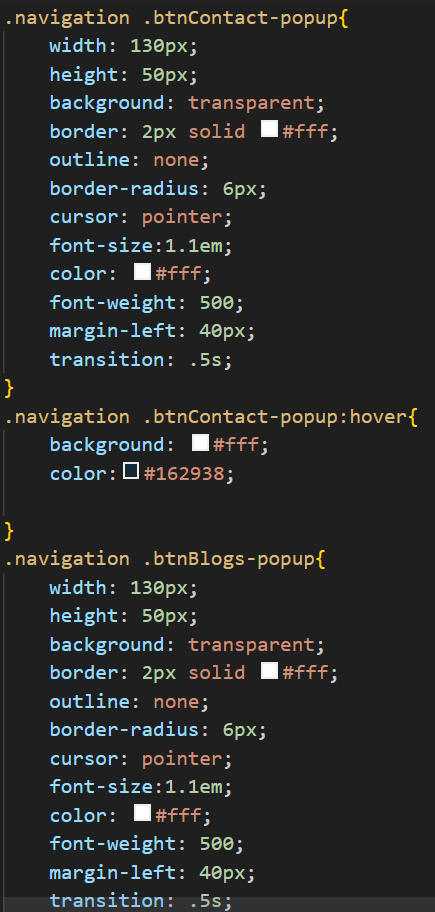 .navigation .btnContact-popup{
    width: 130px;
    height: 50px;
    background: transparent;
    border: 2px solid #fff;
    outline: none;
    border-radius: 6px;
    cursor: pointer;
    font-size:1.1em;
    color: #fff;
    font-weight: 500;
    margin-left: 40px;
    transition: .5s;
}
.navigation .btnContact-popup:hover{
    background: #fff;
    color:#162938;
}
.navigation .btnBlogs-popup{
    width: 130px;
    height: 50px;
    background: transparent;
    border: 2px solid #fff;
    outline: none;
    border-radius: 6px;
    cursor: pointer;
    font-size:1.1em;
    color: #fff;
    font-weight: 500;
    margin-left: 40px;
    transition: .5s;